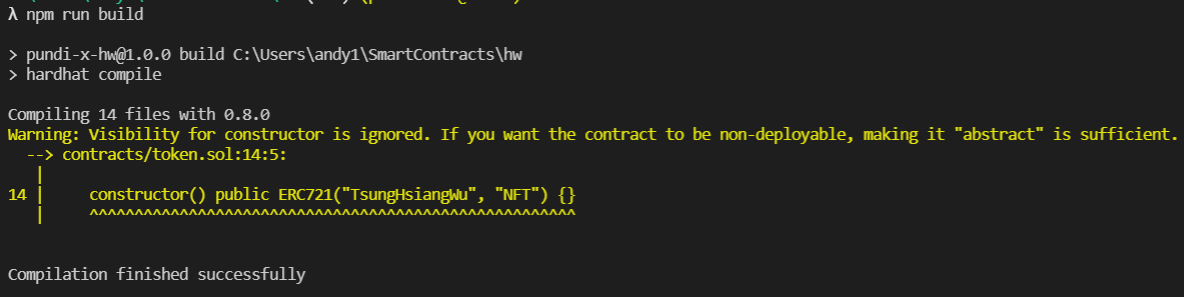 λ npm run build
> pundi-x-hw@1.0.0 build C:\Users\andy1\SmartContracts\hw
> hardhat compile
Compiling 14 files with 0.8.0
Warning: Visibility for constructor is ignored. If you want the contract to be non-deployable, making it "abstract" is sufficient.
  --> contracts/token.sol:14:5:
   |
14 |     constructor() public ERC721("TsungHsiangWu", "NFT") {}
   |     ^^^^^^^^^^^^^^^^^^^^^^^^^^^^^^^^^^^^^^^^^^^^^^^^^^^^^^
Compilation finished successfully